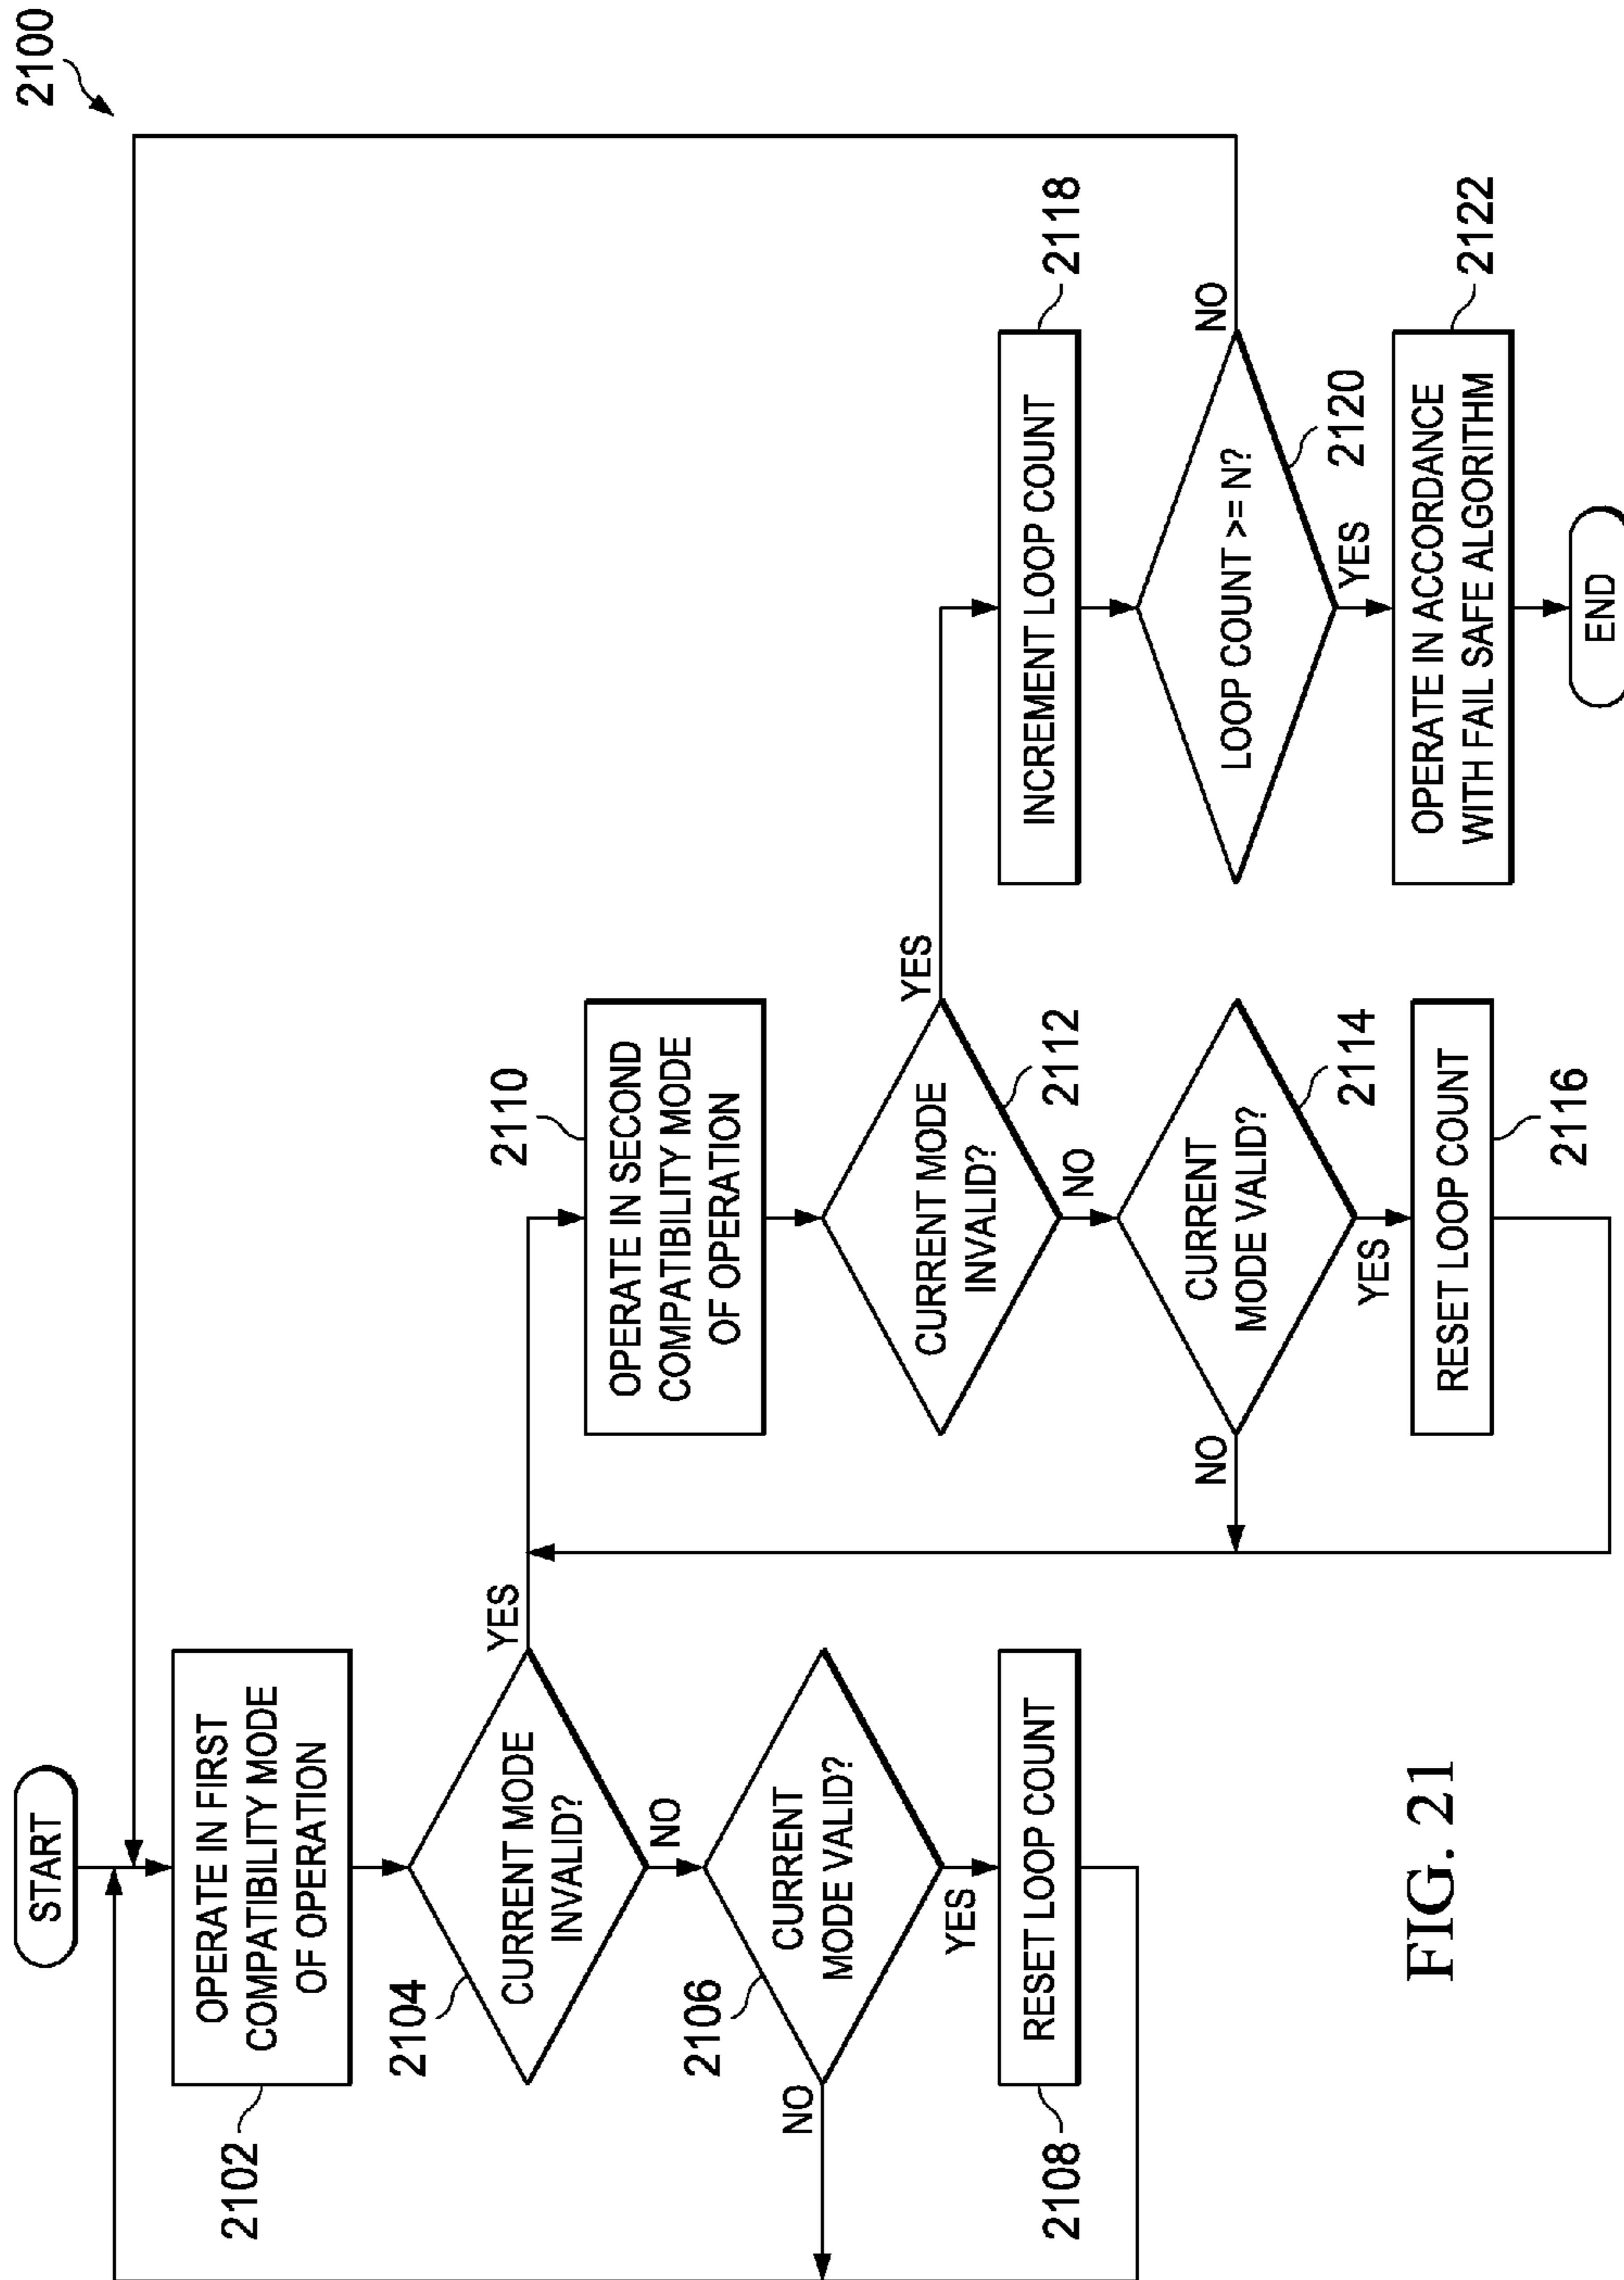 2100
START
OPERATE IN FIRST
COMPATIBILITY MODE
OF OPERATION
2102
CURRENT MODE
INVALID?
2104
YES
NO
CURRENT
MODE VALID?
2106
NO
YES
RESET LOOP COUNT
2108
2110
OPERATE IN SECOND
COMPATIBILITY MODE
OF OPERATION
CURRENT MODE
INVALID?
YES
2112
NO
CURRENT
MODE VALID?
NO
2114
YES
RESET LOOP COUNT
2116
INCREMENT LOOP COUNT
2118
LOOP COUNT >= N?
NO
2120
YES
OPERATE IN ACCORDANCE
WITH FAIL SAFE ALGORITHM
2122
END
FIG. 21